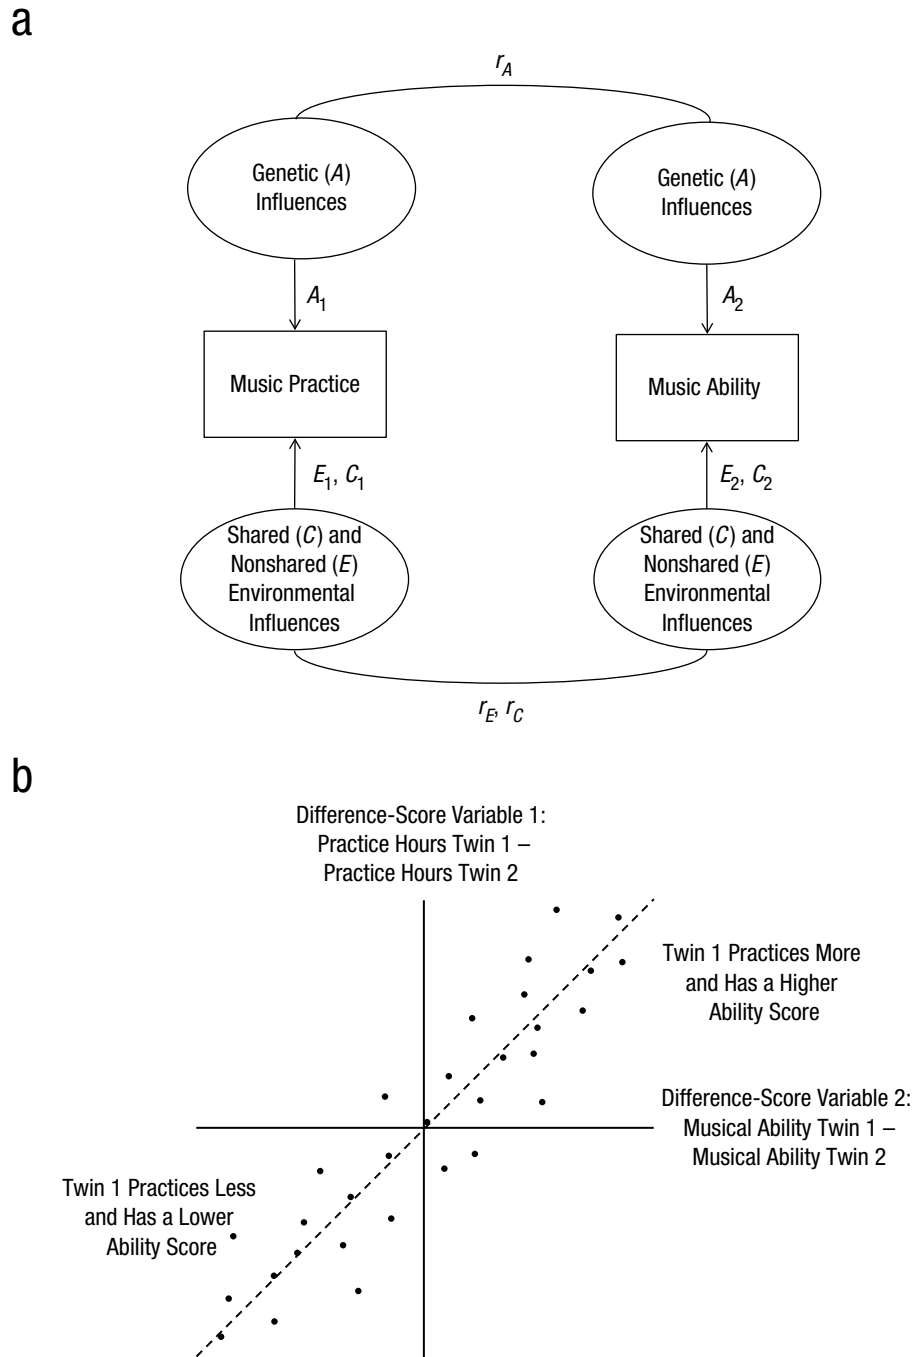 a
r_A
Genetic (A)
Influences
Genetic (A)
Influences
A_1
A_2
Music Practice
Music Ability
E_1, C_1
E_2, C_2
Shared (C) and
Nonshared (E)
Environmental
Influences
Shared (C) and
Nonshared (E)
Environmental
Influences
r_E, r_C
b
Difference-Score Variable 1:
Practice Hours Twin 1 –
Practice Hours Twin 2
Twin 1 Practices More
and Has a Higher
Ability Score
Difference-Score Variable 2:
Musical Ability Twin 1 –
Musical Ability Twin 2
Twin 1 Practices Less
and Has a Lower
Ability Score